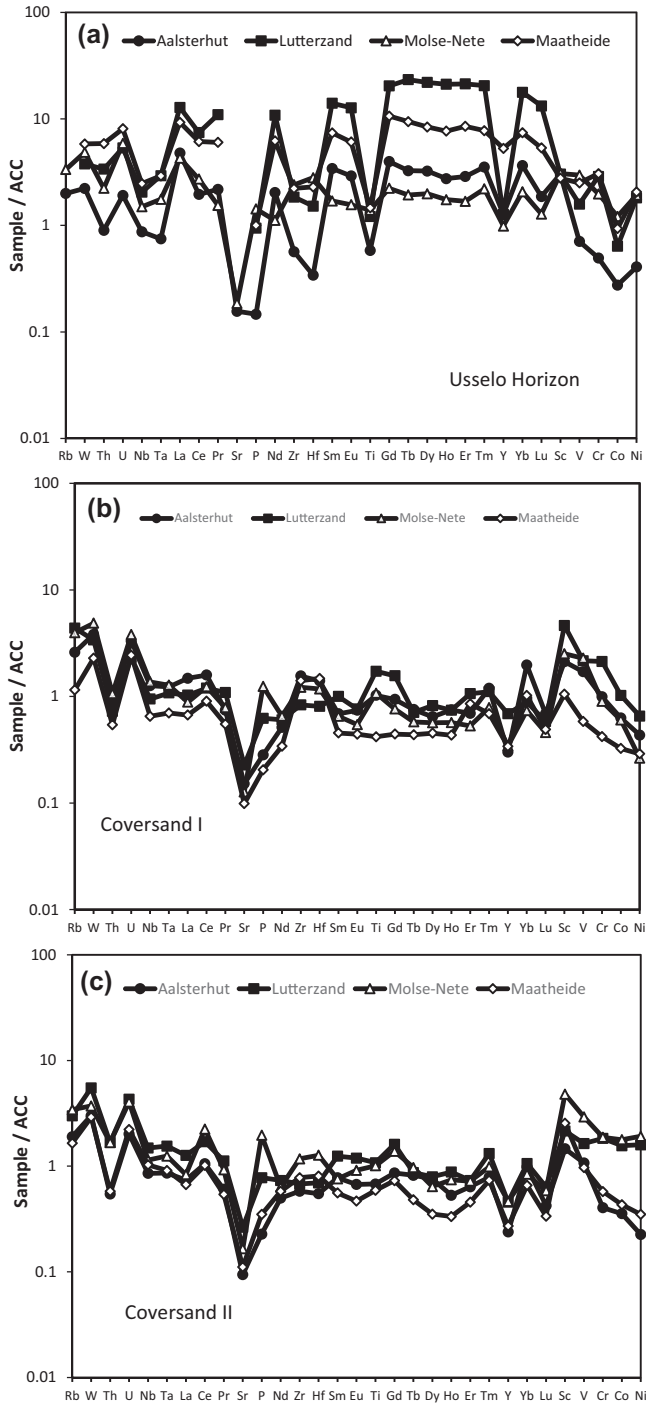 (a)
Aalsterhut Lutterzand Molse-Nete Maatheide
100
10
1
0.1
0.01
Sample / ACC
Usselo Horizon
Rb W Th U Nb Ta La Ce Pr Sr P Nd Zr Hf Sm Eu Ti Gd Tb Dy Ho Er Tm Y Yb Lu Sc V Cr Co Ni
(b)
Aalsterhut Lutterzand Molse-Nete Maatheide
100
10
1
0.1
0.01
Sample / ACC
Coversand I
Rb W Th U Nb Ta La Ce Pr Sr P Nd Zr Hf Sm Eu Ti Gd Tb Dy Ho Er Tm Y Yb Lu Sc V Cr Co Ni
(c)
Aalsterhut Lutterzand Molse-Nete Maatheide
100
10
1
0.1
0.01
Sample / ACC
Coversand II
Rb W Th U Nb Ta La Ce Pr Sr P Nd Zr Hf Sm Eu Ti Gd Tb Dy Ho Er Tm Y Yb Lu Sc V Cr Co Ni